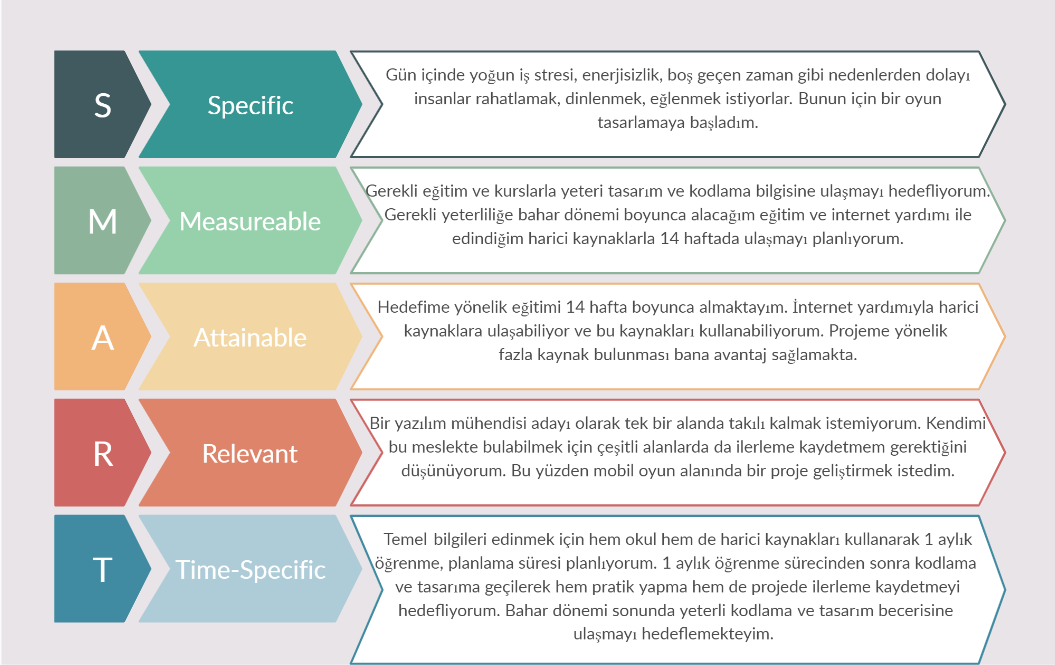 S
Specific
Gün içinde yoğun iş stresi, enerjisizlik, boş geçen zaman gibi nedenlerden dolayı
insanlar rahatlamak, dinlenmek, eğlenmek istiyorlar. Bunun için bir oyun
tasarlamaya başladım.
M
Measureable
Gerekli eğitim ve kurslarla yeteri tasarım ve kodlama bilgisine ulaşmayı hedefliyorum.
Gerekli yeterliliğe bahar dönemi boyunca alacağım eğitim ve internet yardımı ile
edindiğim harici kaynaklarla 14 haftada ulaşmayı planlıyorum.
A
Attainable
Hedefime yönelik eğitimi 14 hafta boyunca almaktayım. İnternet yardımıyla harici
kaynaklara ulaşabiliyor ve bu kaynakları kullanabiliyorum. Projeme yönelik
fazla kaynak bulunması bana avantaj sağlamakta.
R
Relevant
Bir yazılım mühendisi adayı olarak tek bir alanda takılı kalmak istemiyorum. Kendimi
bu meslekte bulabilmek için çeşitli alanlarda da ilerleme kaydetmem gerektiğini
düşünüyorum. Bu yüzden mobil oyun alanında bir proje geliştirmek istedim.
T
Time-Specific
Temel bilgileri edinmek için hem okul hem de harici kaynakları kullanarak 1 aylık
öğrenme, planlama süresi planlıyorum. 1 aylık öğrenme sürecinden sonra kodlama
ve tasarıma geçilerek hem pratik yapma hem de projede ilerleme kaydetmeyi
hedefliyorum. Bahar dönemi sonunda yeterli kodlama ve tasarım becerisine
ulaşmayı hedeflemekteyim.